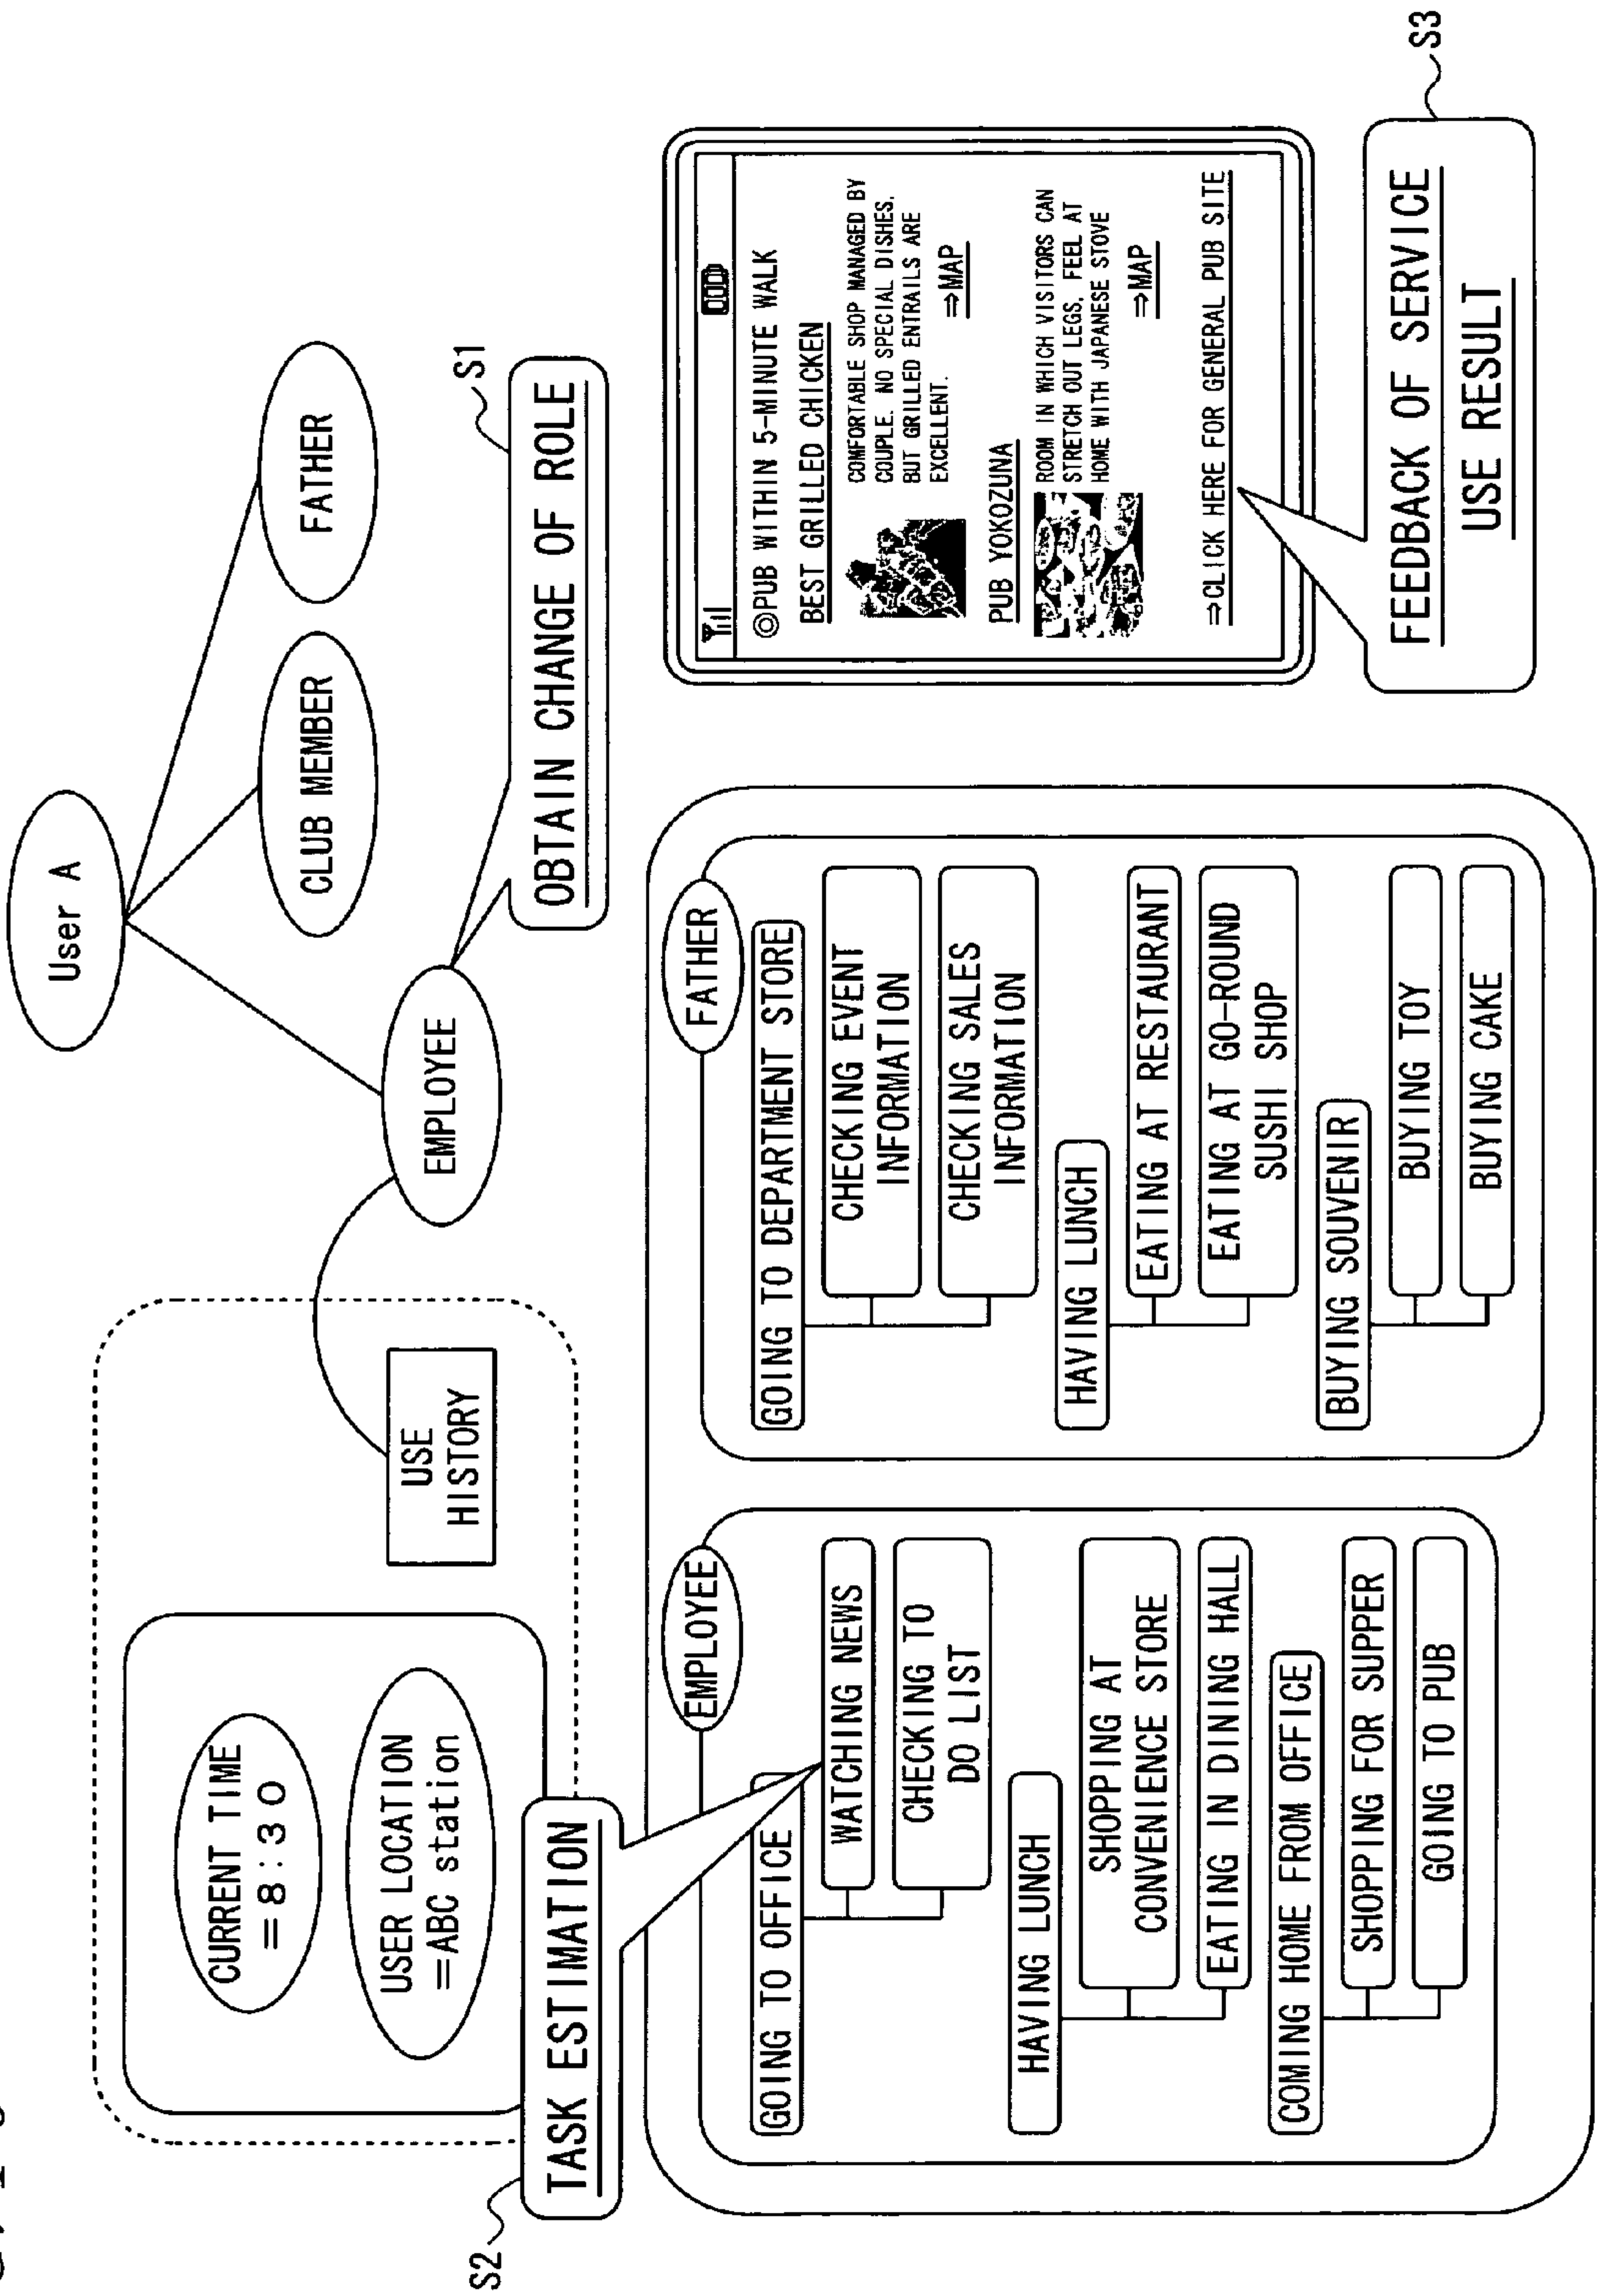 User A
EMPLOYEE
CLUB MEMBER
FATHER
S1
OBTAIN CHANGE OF ROLE
CURRENT TIME
=8:30
USER LOCATION
=ABC station
USE
HISTORY
S2
TASK ESTIMATION
EMPLOYEE
GOING TO OFFICE
WATCHING NEWS
CHECKING TO
DO LIST
HAVING LUNCH
SHOPPING AT
CONVENIENCE STORE
EATING IN DINING HALL
COMING HOME FROM OFFICE
SHOPPING FOR SUPPER
GOING TO PUB
FATHER
GOING TO DEPARTMENT STORE
CHECKING EVENT
INFORMATION
CHECKING SALES
INFORMATION
HAVING LUNCH
EATING AT RESTAURANT
EATING AT GO-ROUND
SUSHI SHOP
BUYING SOUVENIR
BUYING TOY
BUYING CAKE
◎PUB WITHIN 5-MINUTE WALK
BEST GRILLED CHICKEN
COMFORTABLE SHOP MANAGED BY
COUPLE. NO SPECIAL DISHES.
BUT GRILLED ENTRAILS ARE
EXCELLENT.
⇒MAP
PUB YOKOZUNA
ROOM IN WHICH VISITORS CAN
STRETCH OUT LEGS. FEEL AT
HOME WITH JAPANESE STOVE
⇒MAP
⇒CLICK HERE FOR GENERAL PUB SITE
S3
FEEDBACK OF SERVICE
USE RESULT